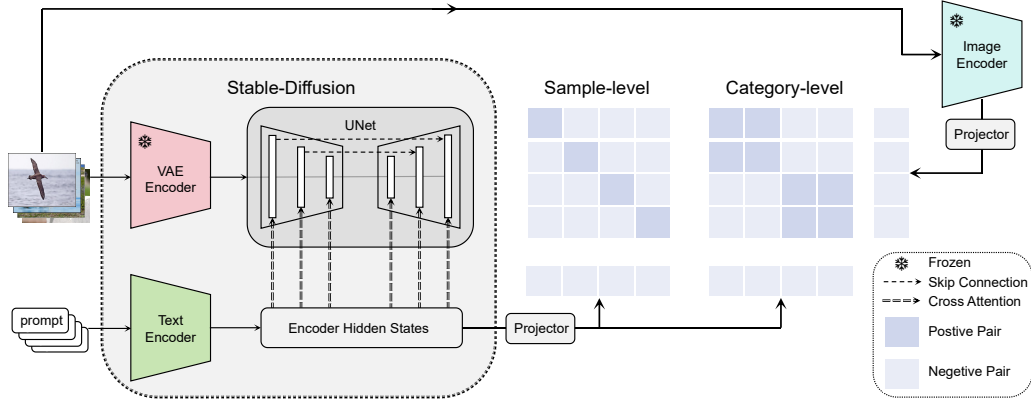 Image
Encoder
Stable-Diffusion
Sample-level
Category-level
UNet
Projector
VAE
Encoder
Frozen
Skip Connection
Cross Attention
prompt
Text
Encoder
Encoder Hidden States
Projector
Postive Pair
Negetive Pair